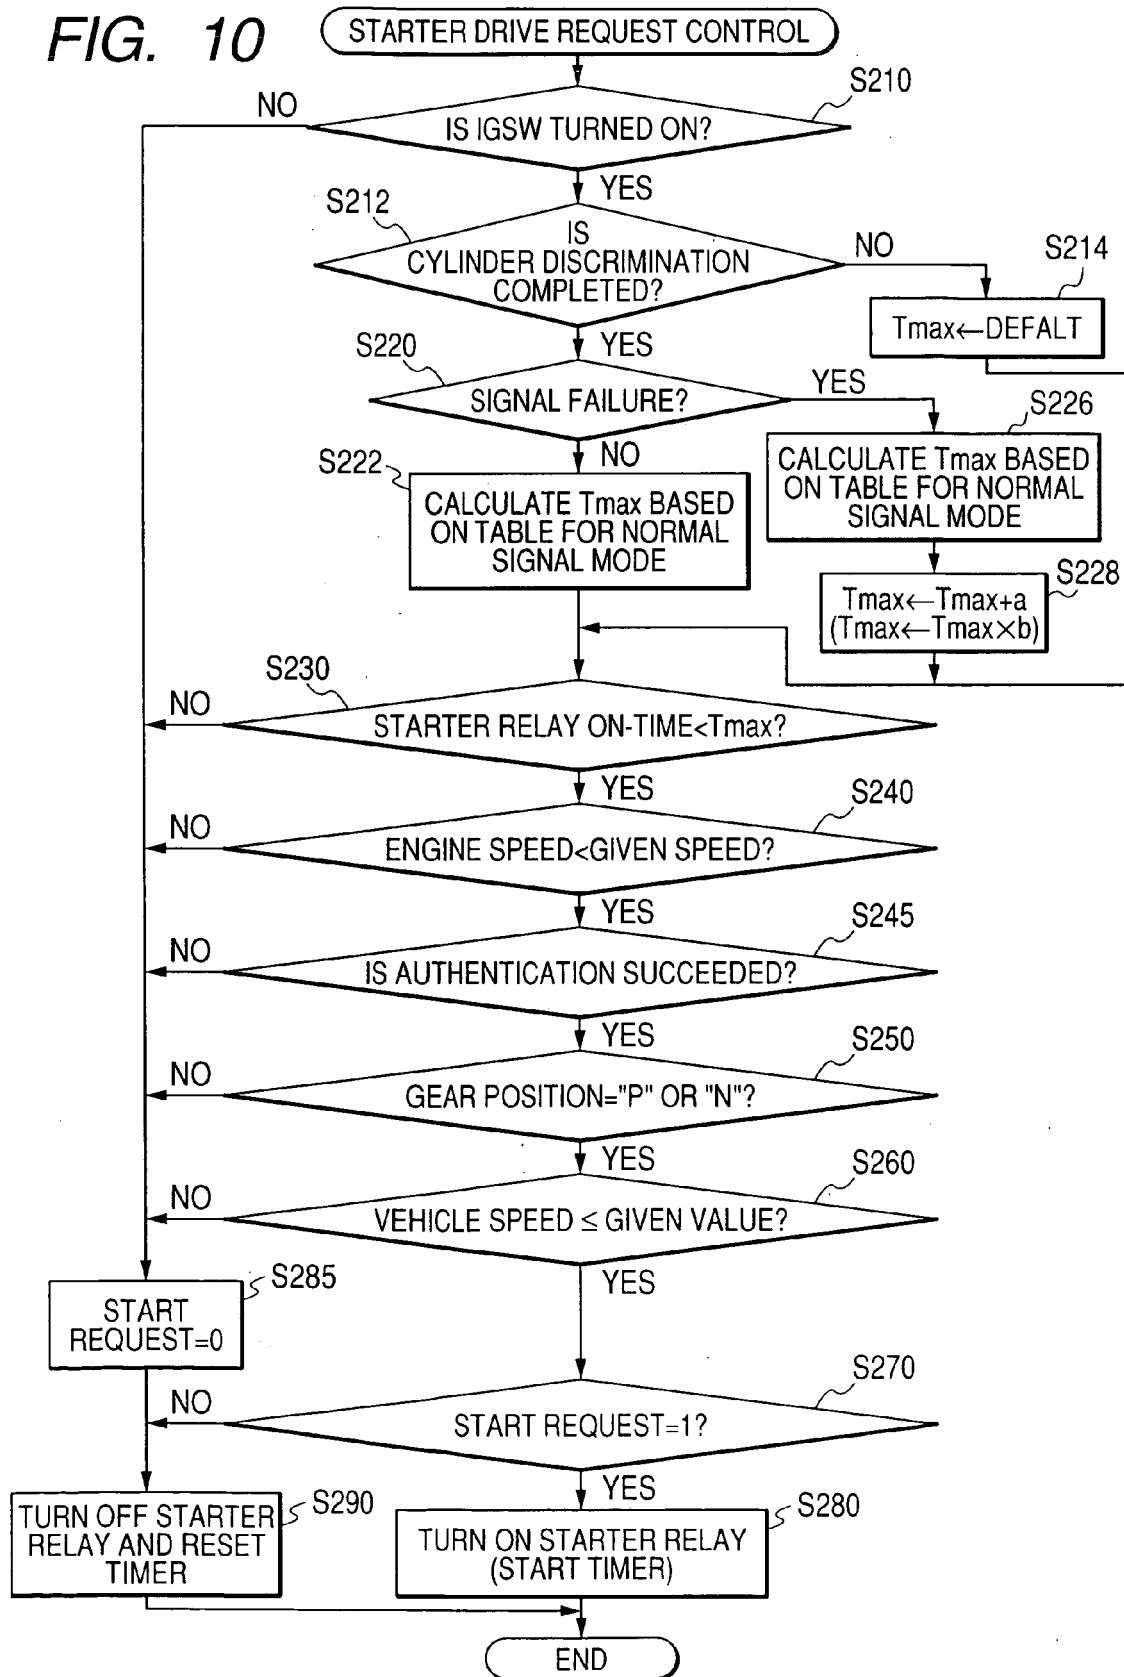 FIG. 10
STARTER DRIVE REQUEST CONTROL
S210
NO
IS IGSW TURNED ON?
YES
S212
IS
CYLINDER DISCRIMINATION
COMPLETED?
NO
S214
Tmax←DEFALT
YES
S220
SIGNAL FAILURE?
YES
S226
CALCULATE Tmax BASED
ON TABLE FOR NORMAL
SIGNAL MODE
NO
S222
CALCULATE Tmax BASED
ON TABLE FOR NORMAL
SIGNAL MODE
S228
Tmax←Tmax+a
(Tmax←Tmax×b)
S230
NO
STARTER RELAY ON-TIME<Tmax?
YES
S240
NO
ENGINE SPEED<GIVEN SPEED?
YES
S245
NO
IS AUTHENTICATION SUCCEEDED?
YES
S250
NO
GEAR POSITION="P" OR "N"?
YES
S260
NO
VEHICLE SPEED ≤ GIVEN VALUE?
YES
S285
START
REQUEST=0
S270
NO
START REQUEST=1?
YES
S290
TURN OFF STARTER
RELAY AND RESET
TIMER
S280
TURN ON STARTER RELAY
(START TIMER)
END